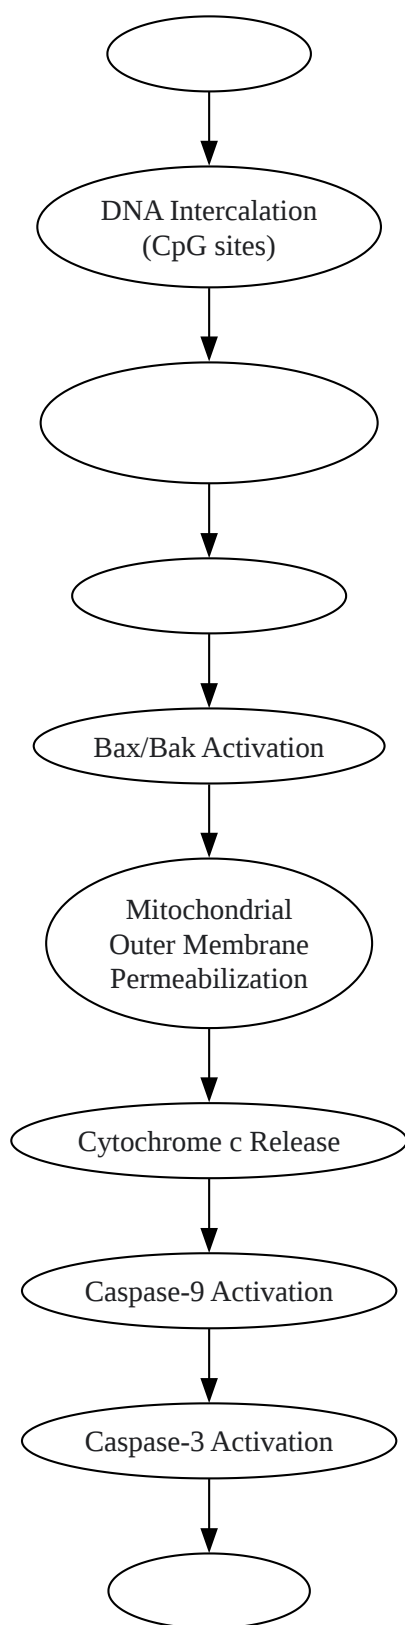 DNA Intercalation
(CpG sites)
Bax/Bak Activation
Mitochondrial
Outer Membrane
Permeabilization
Cytochrome c Release
Caspase-9 Activation
Caspase-3 Activation